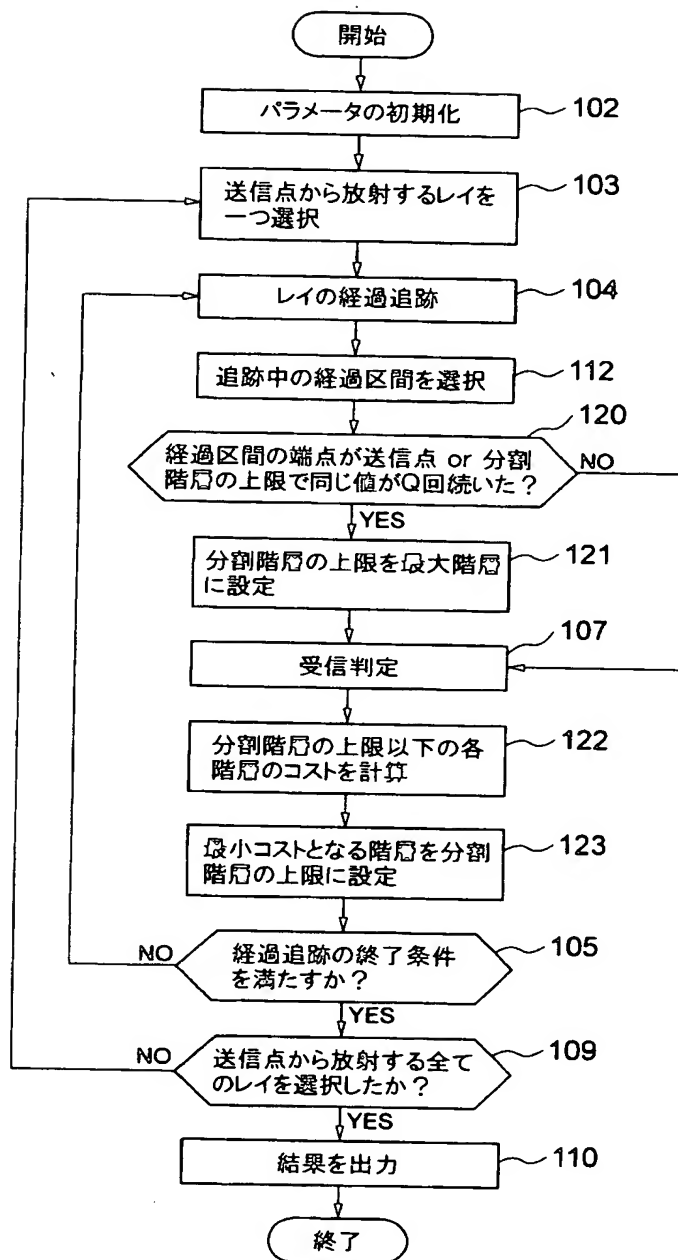 開始
パラメータの初期化
102
送信点から放射するレイを
一つ選択
103
レイの経過追跡
104
追跡中の経過区間を選択
112
120
経過区間の端点が送信点 or 分割
階層の上限で同じ値がQ回続いた？
NO
YES
分割階層の上限を最大階層
に設定
121
受信判定
107
分割階層の上限以下の各
階層のコストを計算
122
最小コストとなる階層を分割
階層の上限に設定
123
NO
経過追跡の終了条件
を満たすか？
105
YES
NO
送信点から放射する全て
のレイを選択したか？
109
YES
結果を出力
110
終了